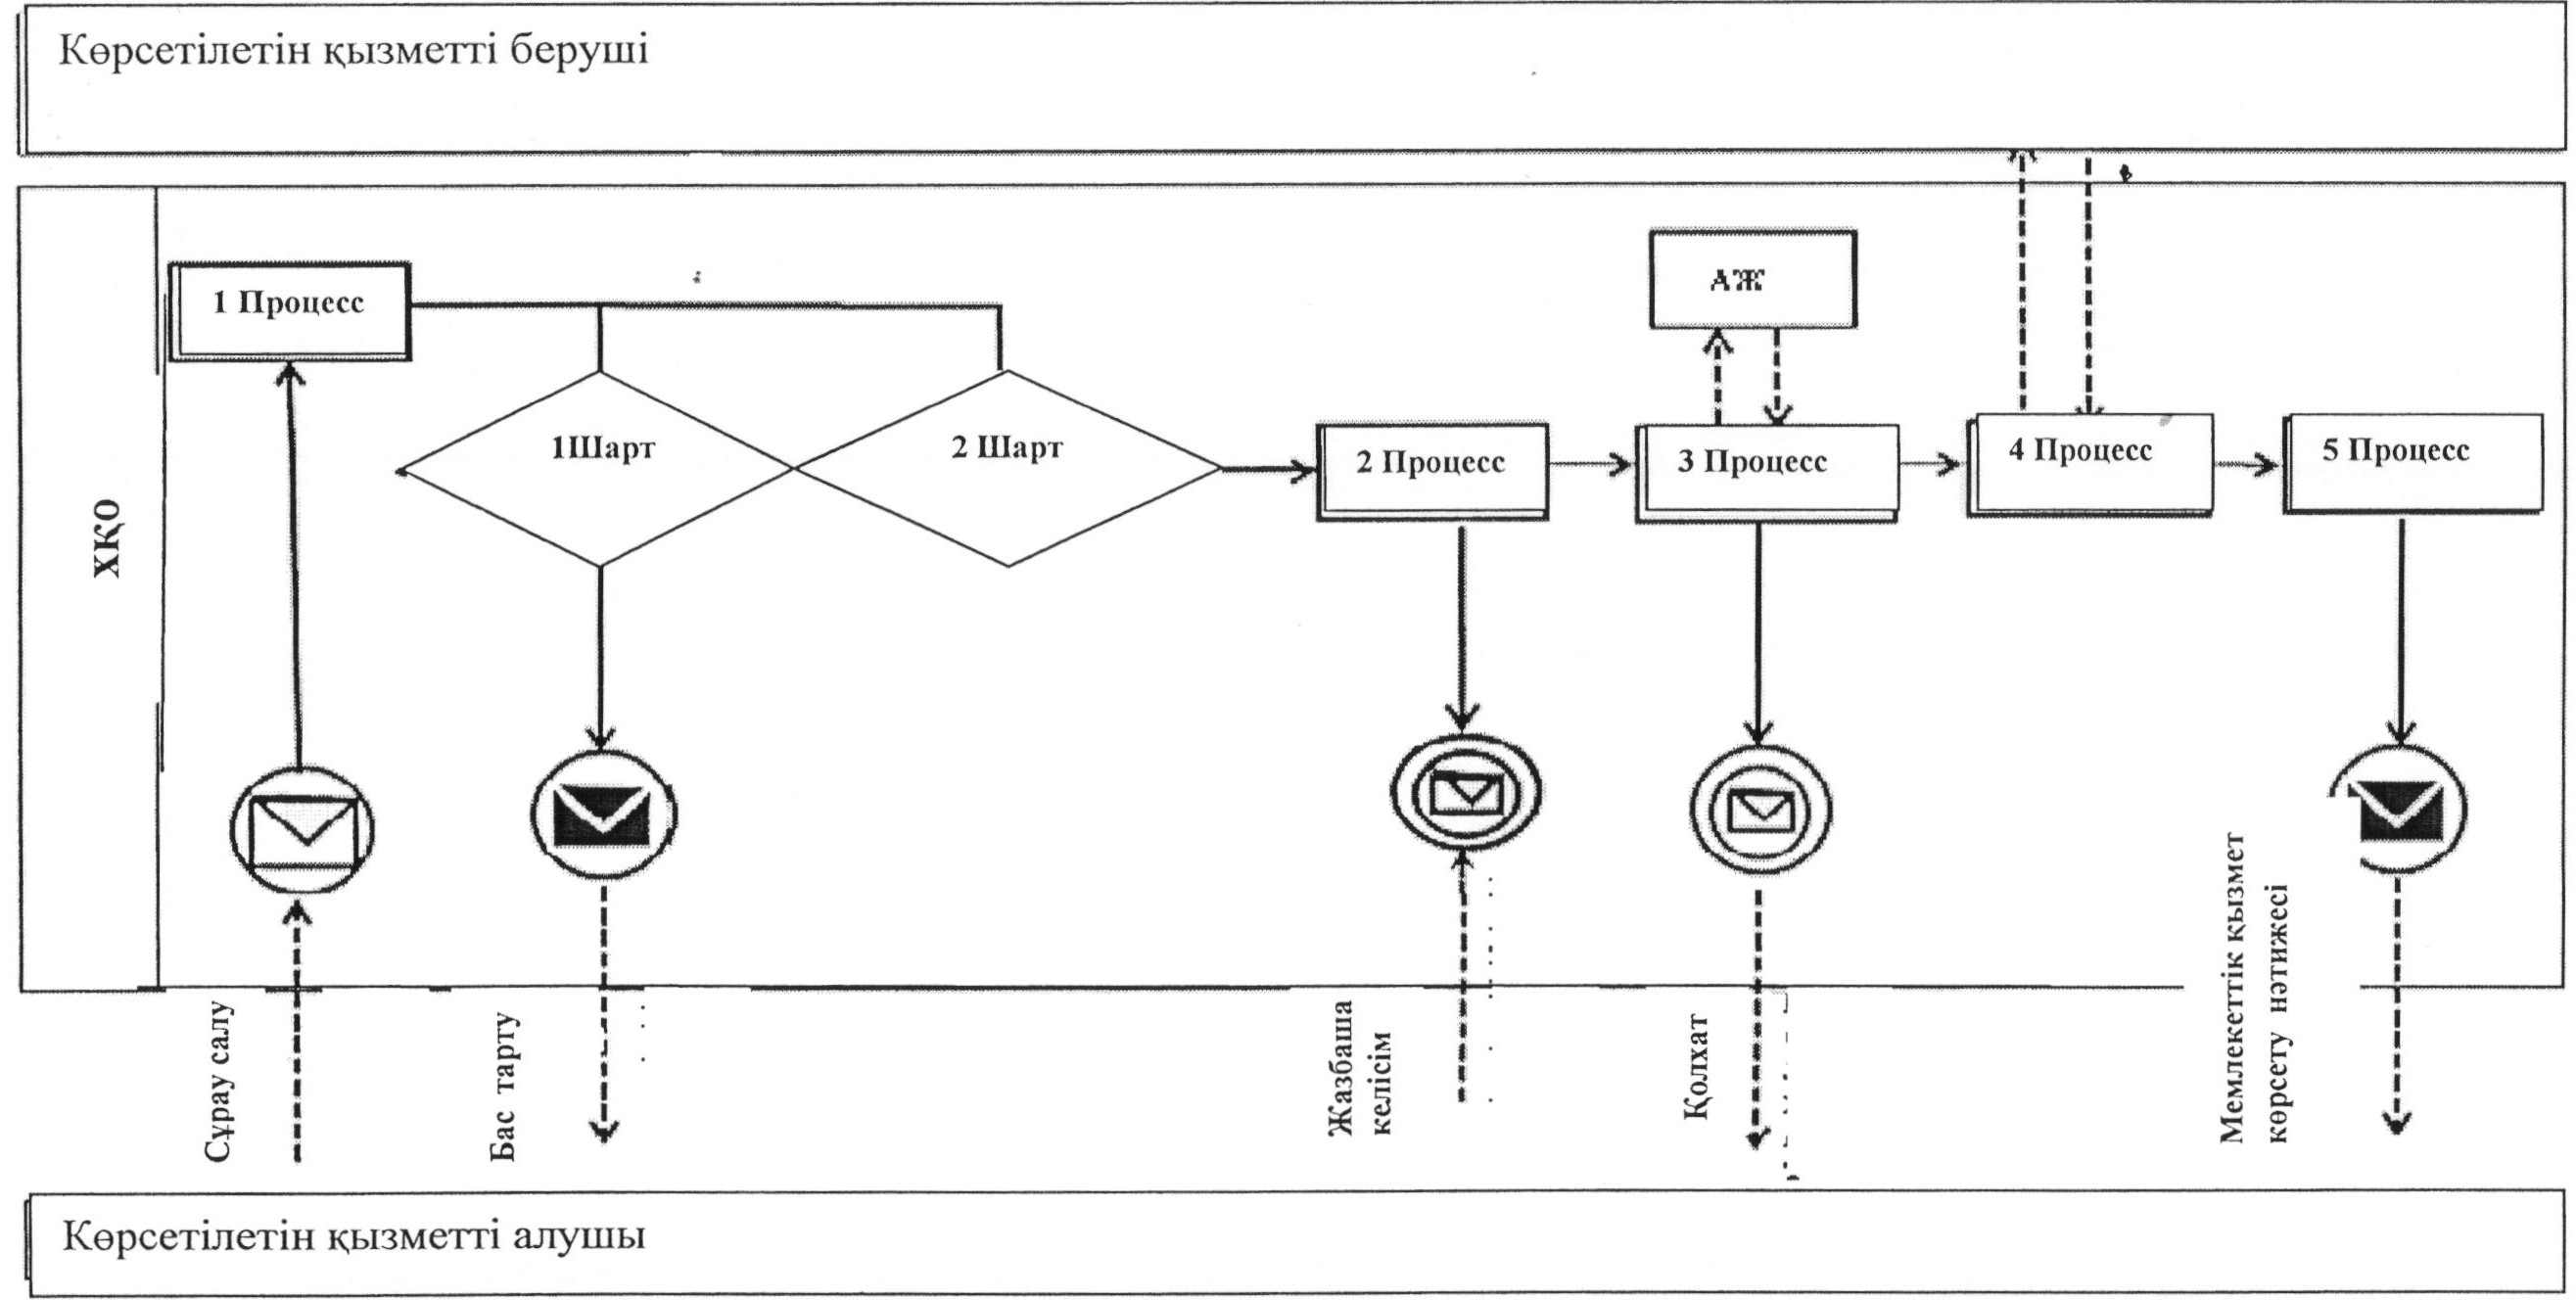 Көрсетілетін қызметті беруші
АЖ
1 Процесс
1Шарт
2 Шарт
2 Процесс
3 Процесс
4 Процесс
5 Процесс
ХҚО
Сұрау салу
Бас тарту
Жазбаша
келісім
Қолхат
Мемлекеттік қызмет
көрсету нәтижесі
Көрсетілетін қызметті алушы